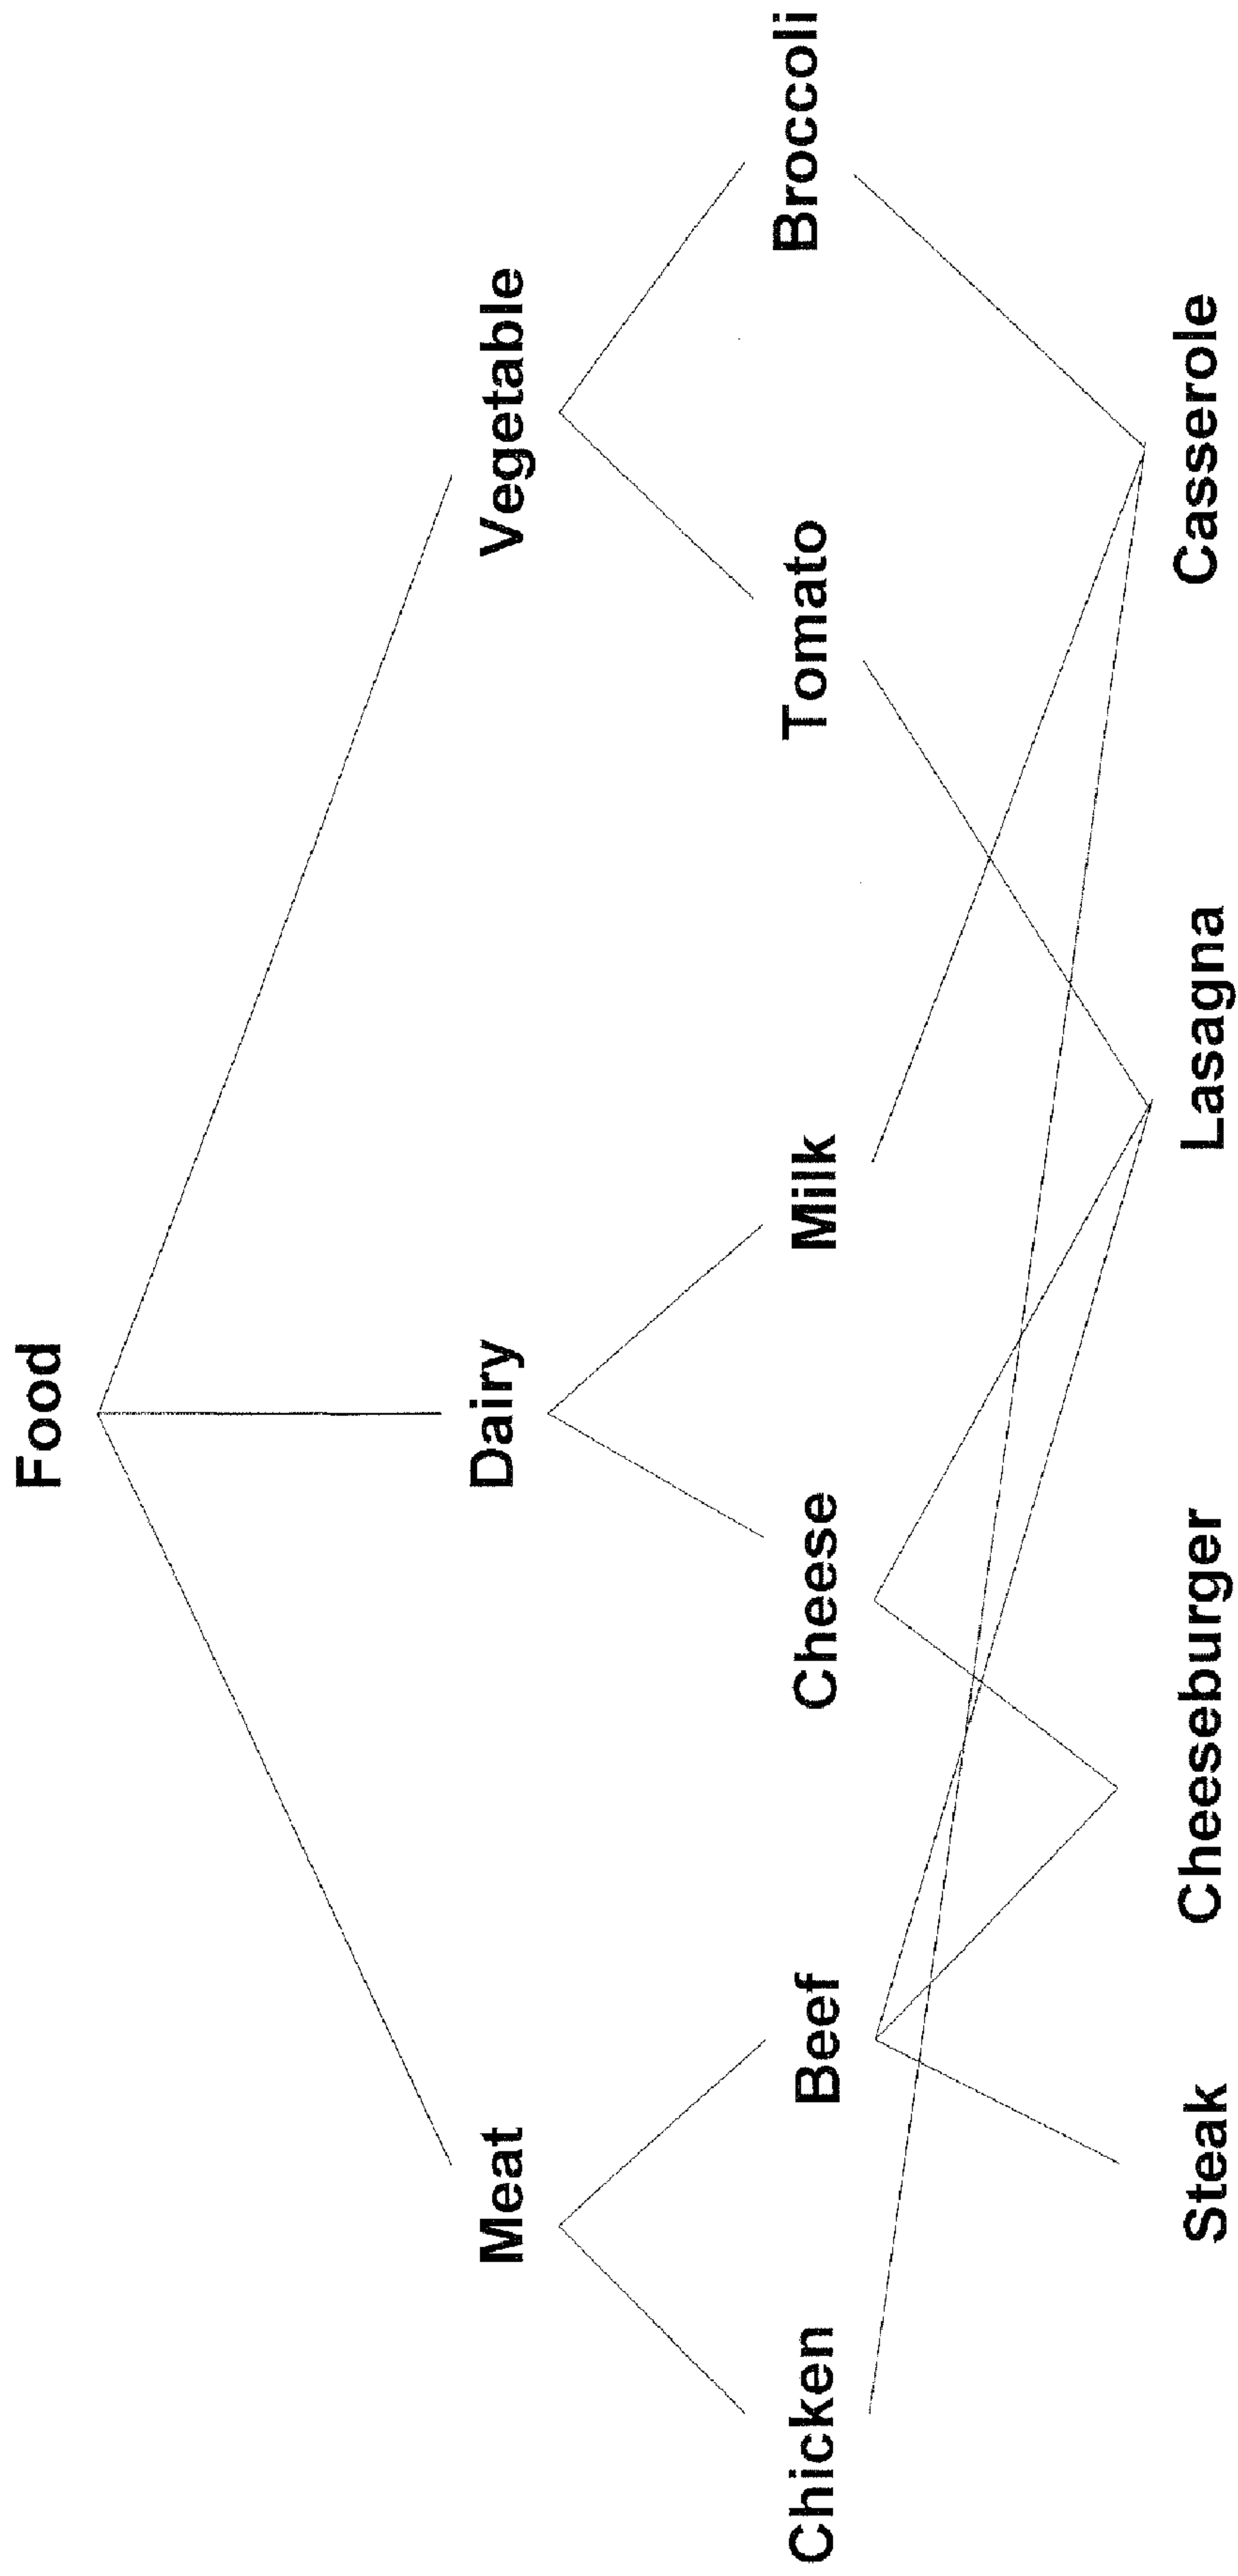 Food
Meat
Dairy
Vegetable
Chicken
Beef
Cheese
Milk
Tomato
Broccoli
Steak
Cheeseburger
Lasagna
Casserole